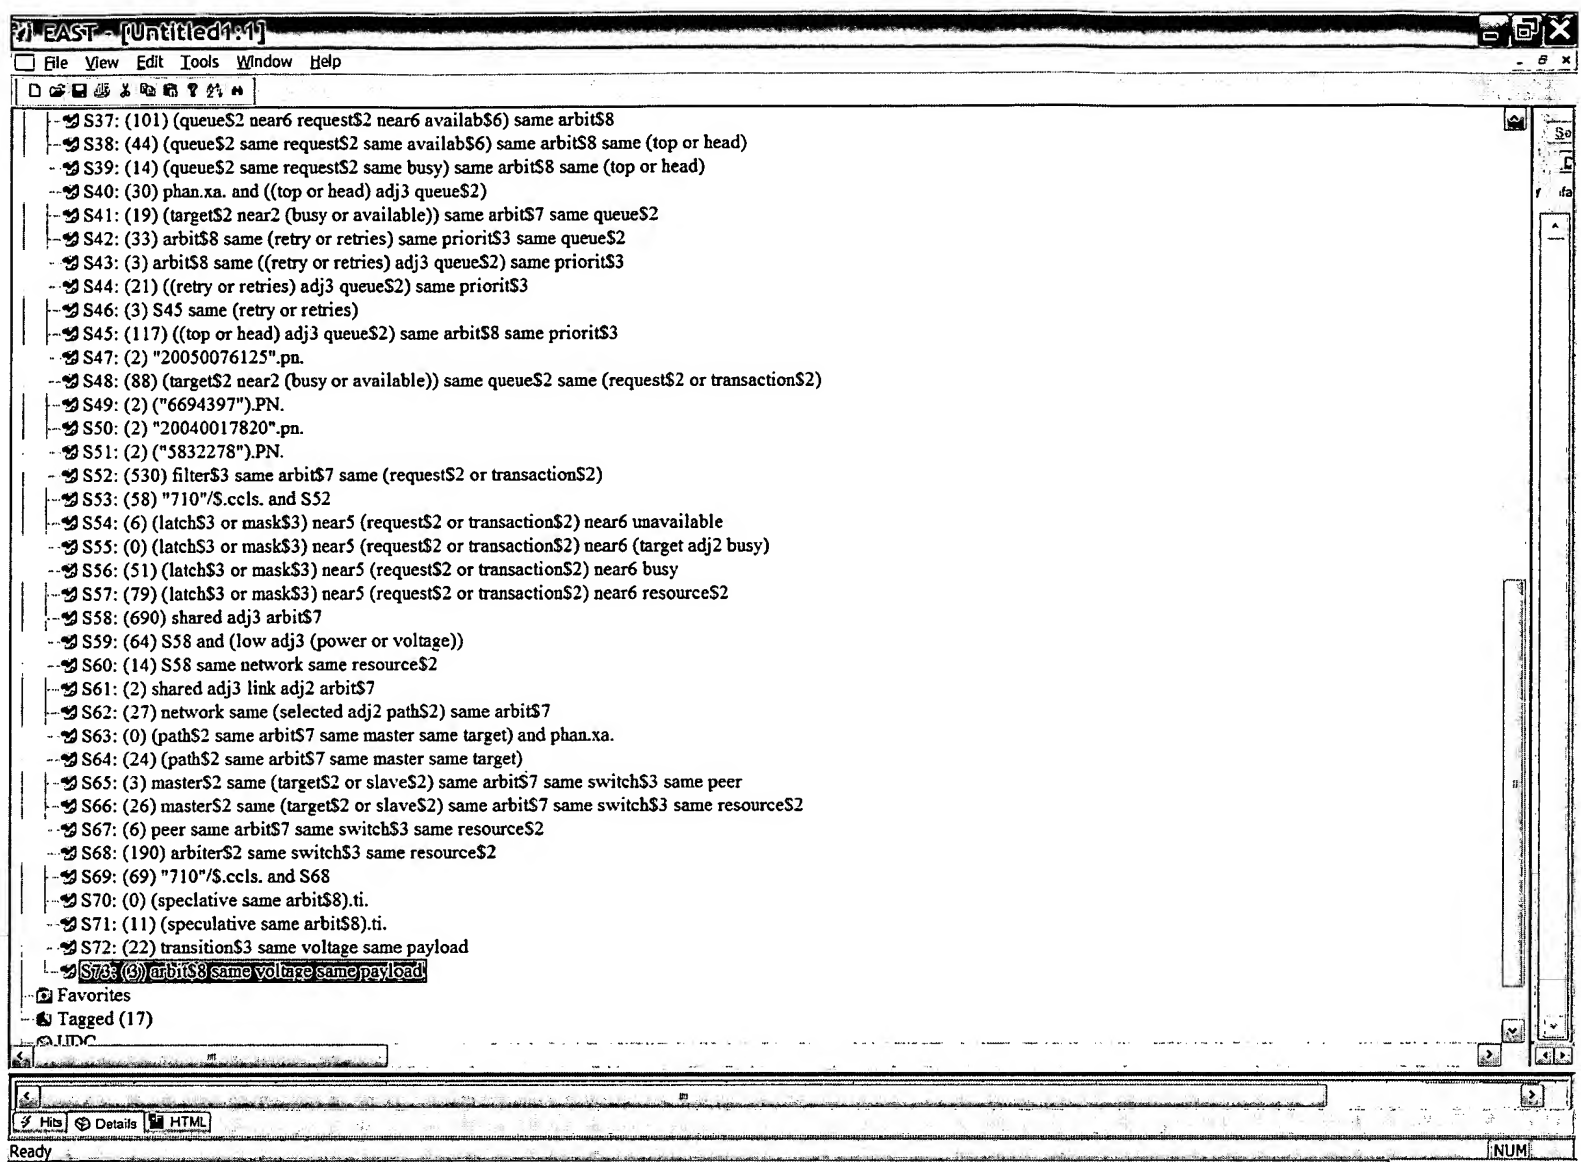 EAST - [Untitled1:1]
File View Edit Tools Window Help
S37: (101) (queue$2 near6 request$2 near6 availab$6) same arbit$8
S38: (44) (queue$2 same request$2 same availab$6) same arbit$8 same (top or head)
S39: (14) (queue$2 same request$2 same busy) same arbit$8 same (top or head)
S40: (30) phan.xa. and ((top or head) adj3 queue$2)
S41: (19) (target$2 near2 (busy or available)) same arbit$7 same queue$2
S42: (33) arbit$8 same (retry or retries) same priorit$3 same queue$2
S43: (3) arbit$8 same ((retry or retries) adj3 queue$2) same priorit$3
S44: (21) ((retry or retries) adj3 queue$2) same priorit$3
S46: (3) S45 same (retry or retries)
S45: (117) ((top or head) adj3 queue$2) same arbit$8 same priorit$3
S47: (2) "20050076125".pn.
S48: (88) (target$2 near2 (busy or available)) same queue$2 same (request$2 or transaction$2)
S49: (2) ("6694397").PN.
S50: (2) "20040017820".pn.
S51: (2) ("5832278").PN.
S52: (530) filter$3 same arbit$7 same (request$2 or transaction$2)
S53: (58) "710"/$.ccls. and S52
S54: (6) (latch$3 or mask$3) near5 (request$2 or transaction$2) near6 unavailable
S55: (0) (latch$3 or mask$3) near5 (request$2 or transaction$2) near6 (target adj2 busy)
S56: (51) (latch$3 or mask$3) near5 (request$2 or transaction$2) near6 busy
S57: (79) (latch$3 or mask$3) near5 (request$2 or transaction$2) near6 resource$2
S58: (690) shared adj3 arbit$7
S59: (64) S58 and (low adj3 (power or voltage))
S60: (14) S58 same network same resource$2
S61: (2) shared adj3 link adj2 arbit$7
S62: (27) network same (selected adj2 path$2) same arbit$7
S63: (0) (path$2 same arbit$7 same master same target) and phan.xa.
S64: (24) (path$2 same arbit$7 same master same target)
S65: (3) master$2 same (target$2 or slave$2) same arbit$7 same switch$3 same peer
S66: (26) master$2 same (target$2 or slave$2) same arbit$7 same switch$3 same resource$2
S67: (6) peer same arbit$7 same switch$3 same resource$2
S68: (190) arbiter$2 same switch$3 same resource$2
S69: (69) "710"/$.ccls. and S68
S70: (0) (speclative same arbit$8).ti.
S71: (11) (speculative same arbit$8).ti.
S72: (22) transition$3 same voltage same payload
S73: (3) arbit$8 same voltage same payload
Favorites
Tagged (17)
UDC
Hits Details HTML
Ready NUM